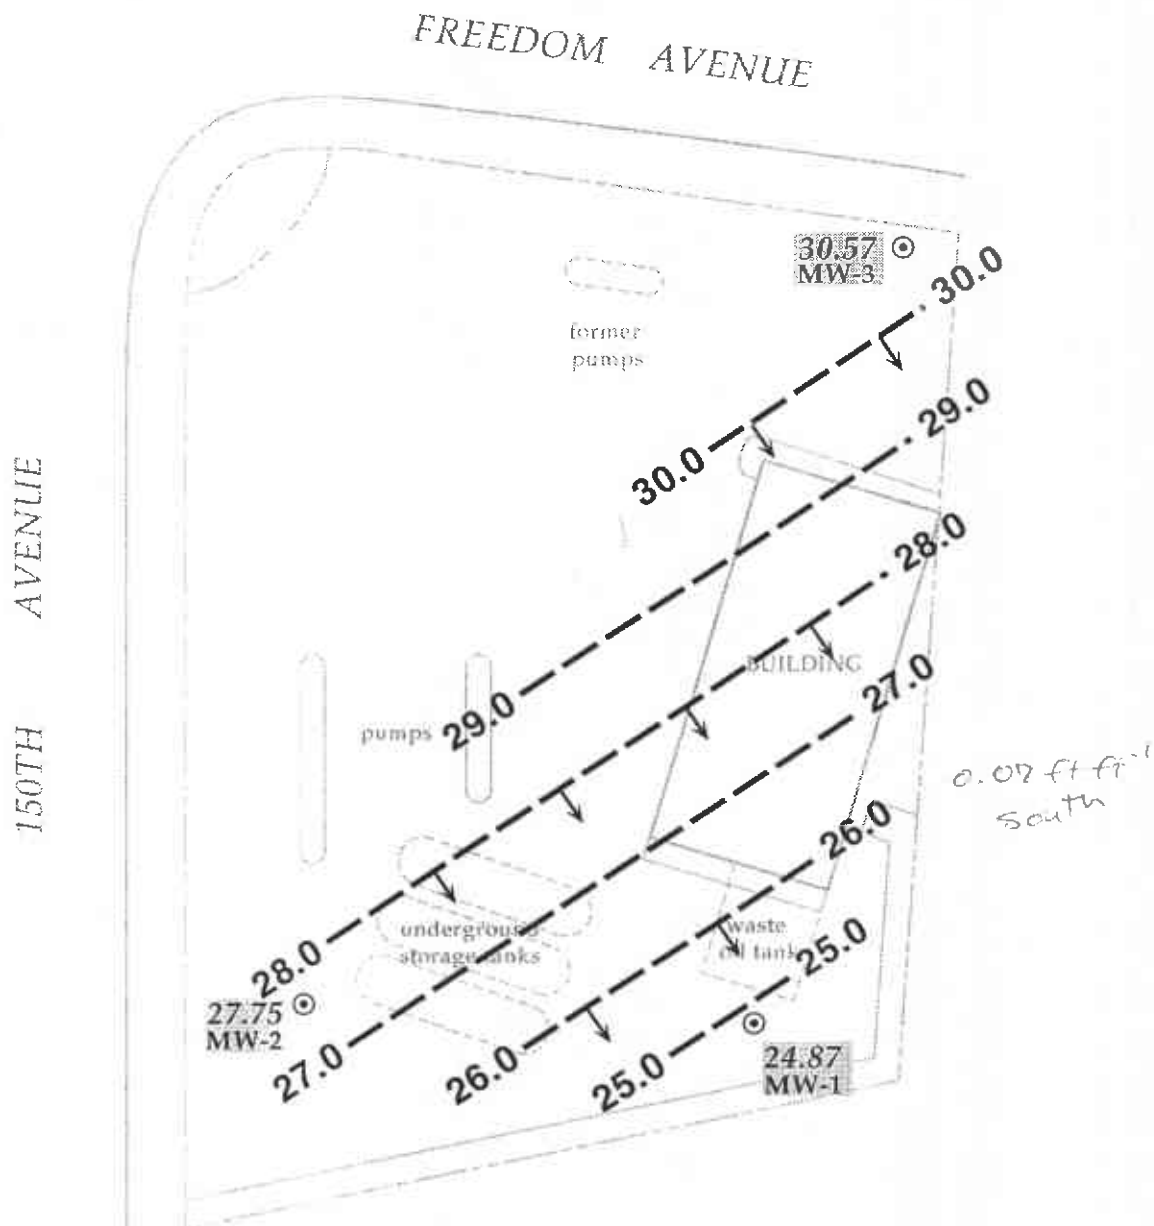 FREEDOM AVENUE
30.57
MW-3
30.0
former
pumps
29.0
30.0
150TH AVENUE
28.0
BUILDING
27.0
pumps
29.0
0.07 ft ft⁻¹
south
26.0
underground
storage tanks
waste
oil tank
28.0
25.0
27.75
MW-2
27.0
26.0
25.0
24.87
MW-1